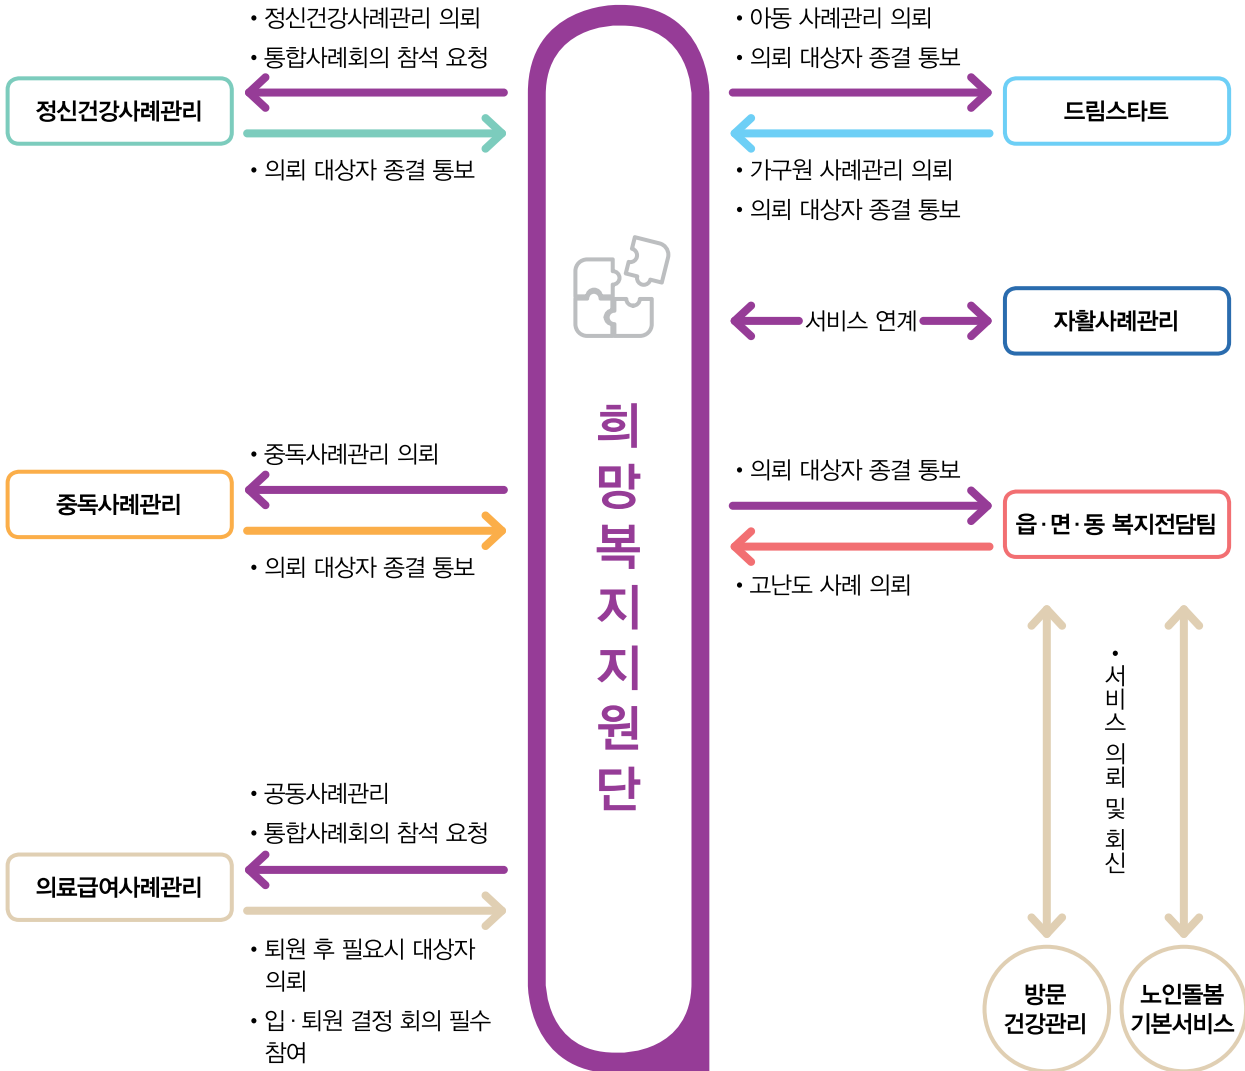 • 정신건강사례관리 의뢰
• 통합사례회의 참석 요청
정신건강사례관리
• 의뢰 대상자 종결 통보
• 중독사례관리 의뢰
중독사례관리
• 의뢰 대상자 종결 통보
• 공동사례관리
• 통합사례회의 참석 요청
의료급여사례관리
• 퇴원 후 필요시 대상자
의뢰
• 입 · 퇴원 결정 회의 필수
참여
희망복지지원단
• 아동 사례관리 의뢰
• 의뢰 대상자 종결 통보
드림스타트
• 가구원 사례관리 의뢰
• 의뢰 대상자 종결 통보
서비스 연계
자활사례관리
• 의뢰 대상자 종결 통보
읍 · 면 · 동 복지전담팀
• 고난도 사례 의뢰
• 서비스 의뢰 및 회신
방문
건강관리
노인돌봄
기본서비스